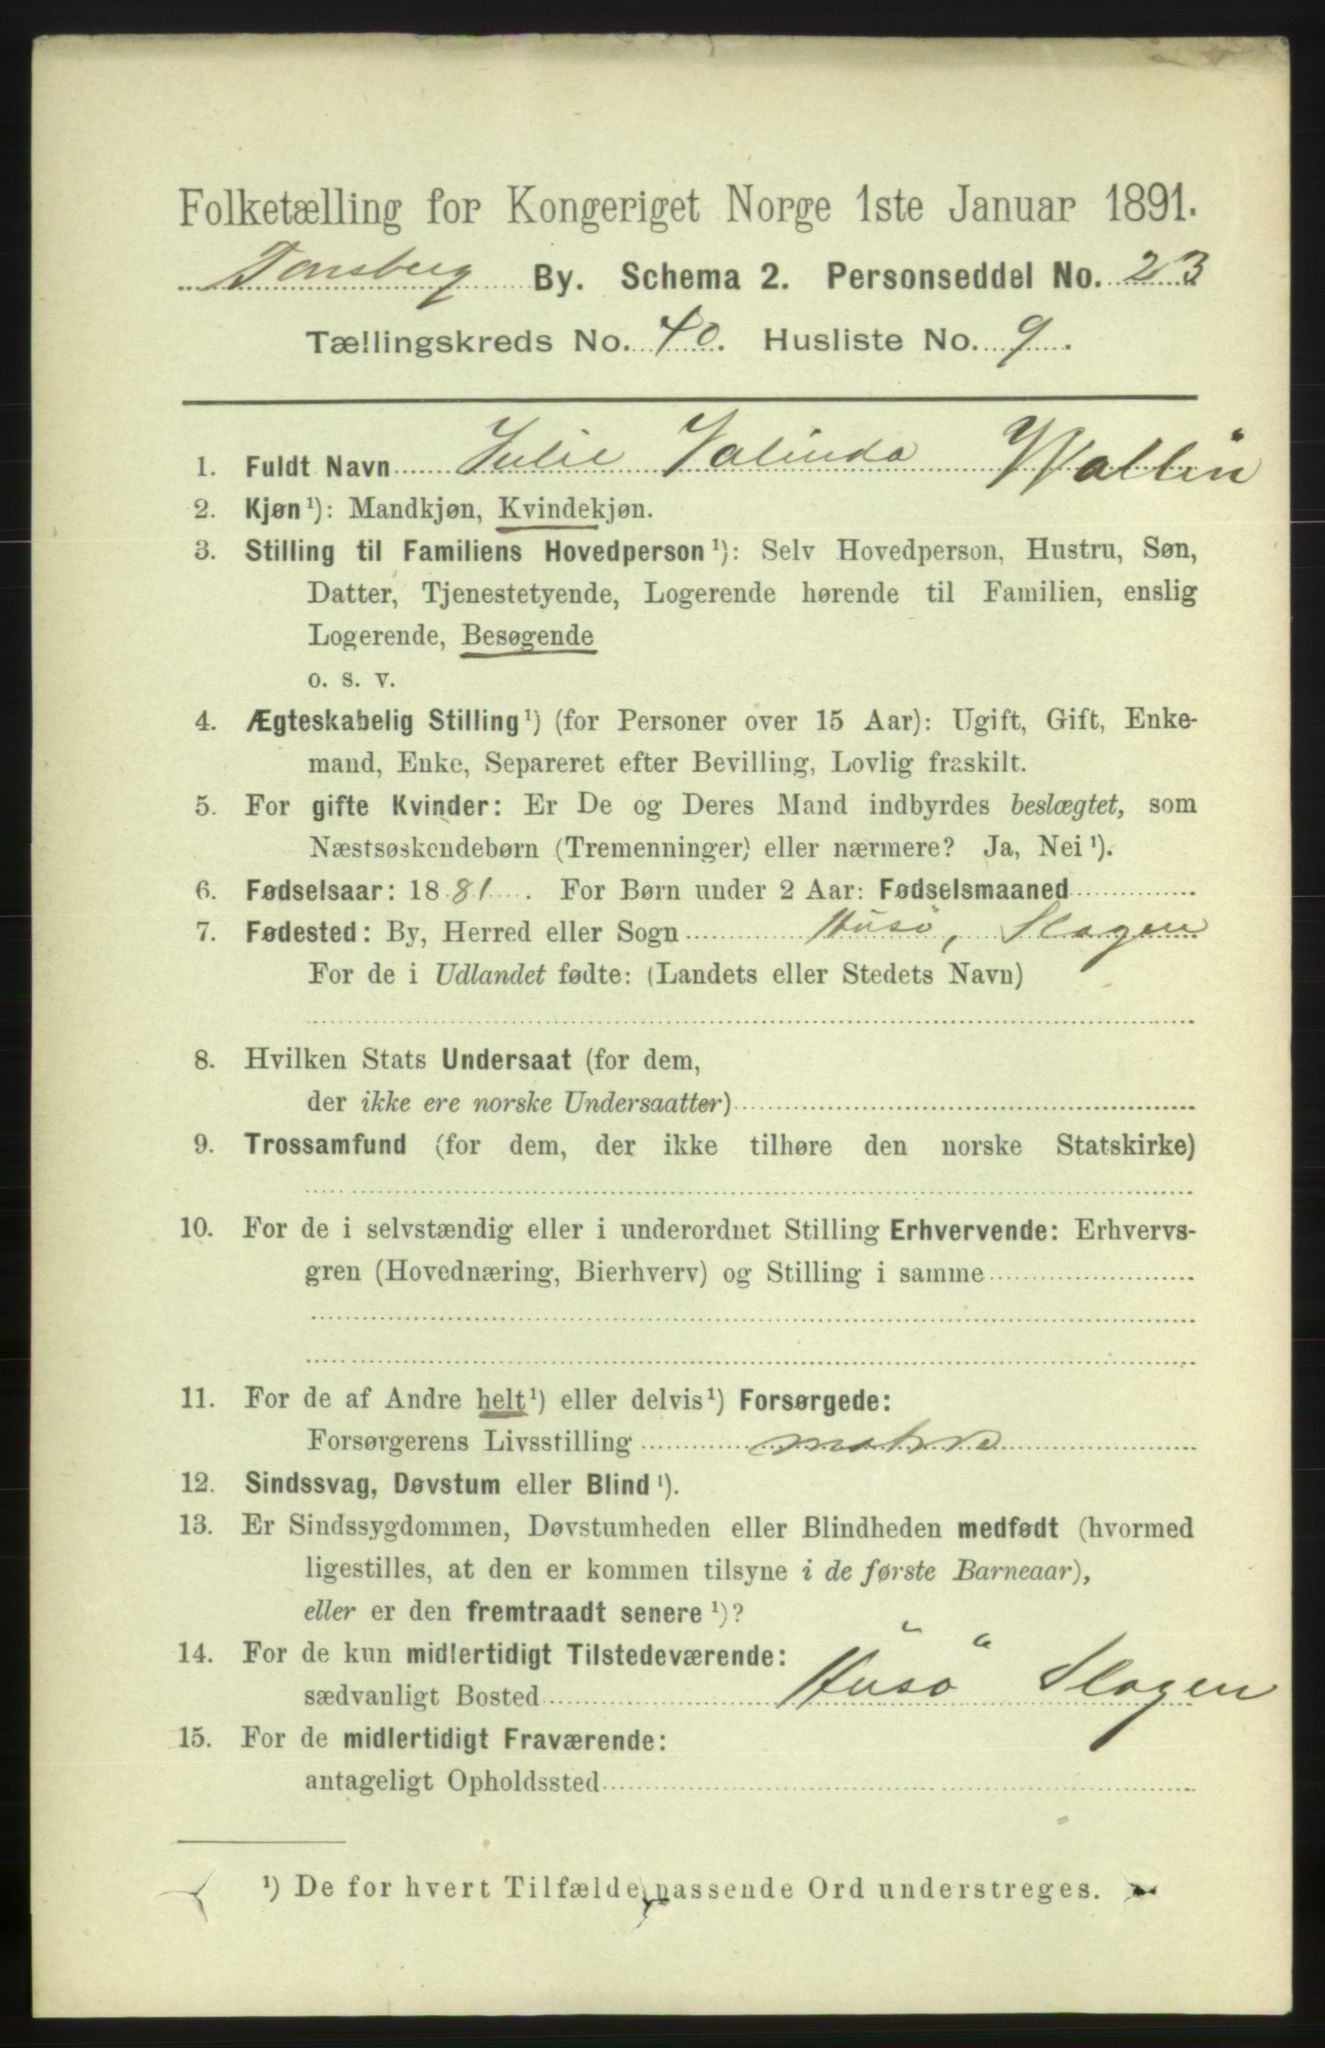 Folketælling for Kongeriget Norge 1ste Januar 1891.
Tønsberg By. Schema 2. Personseddel No. 23
Tællingskreds No. 40. Husliste No. 9.
1. Fuldt Navn Julie Valinda Wallin
2. Kjøn¹): Mandkjøn, Kvindekjøn.
3. Stilling til Familiens Hovedperson¹): Selv Hovedperson, Hustru, Søn,
Datter, Tjenestetyende, Logerende hørende til Familien, enslig
Logerende, Besøgende
o. s. v.
4. Ægteskabelig Stilling¹) (for Personer over 15 Aar): Ugift, Gift, Enke-
mand, Enke, Separeret efter Bevilling, Lovlig fraskilt.
5. For gifte Kvinder: Er De og Deres Mand indbyrdes beslægtet, som
Næstsøskendebørn (Tremenninger) eller nærmere? Ja, Nei¹).
6. Fødselsaar: 1881. For Børn under 2 Aar: Fødselsmaaned
7. Fødested: By, Herred eller Sogn Husö, Slagen
For de i Udlandet fødte: (Landets eller Stedets Navn)
8. Hvilken Stats Undersaat (for dem,
der ikke ere norske Undersaatter)
9. Trossamfund (for dem, der ikke tilhøre den norske Statskirke)
10. For de i selvstændig eller i underordnet Stilling Erhvervende: Erhvervs-
gren (Hovednæring, Bierhverv) og Stilling i samme
11. For de af Andre helt¹) eller delvis¹) Forsørgede:
Forsørgerens Livsstilling
12. Sindssvag, Døvstum eller Blind¹).
13. Er Sindssygdommen, Døvstumheden eller Blindheden medfødt (hvormed
ligestilles, at den er kommen tilsyne i de første Barneaar),
eller er den fremtraadt senere¹)?
14. For de kun midlertidigt Tilstedeværende:
sædvanligt Bosted Husö Slagen
15. For de midlertidigt Fraværende:
antageligt Opholdssted
¹) De for hvert Tilfælde passende Ord understreges.